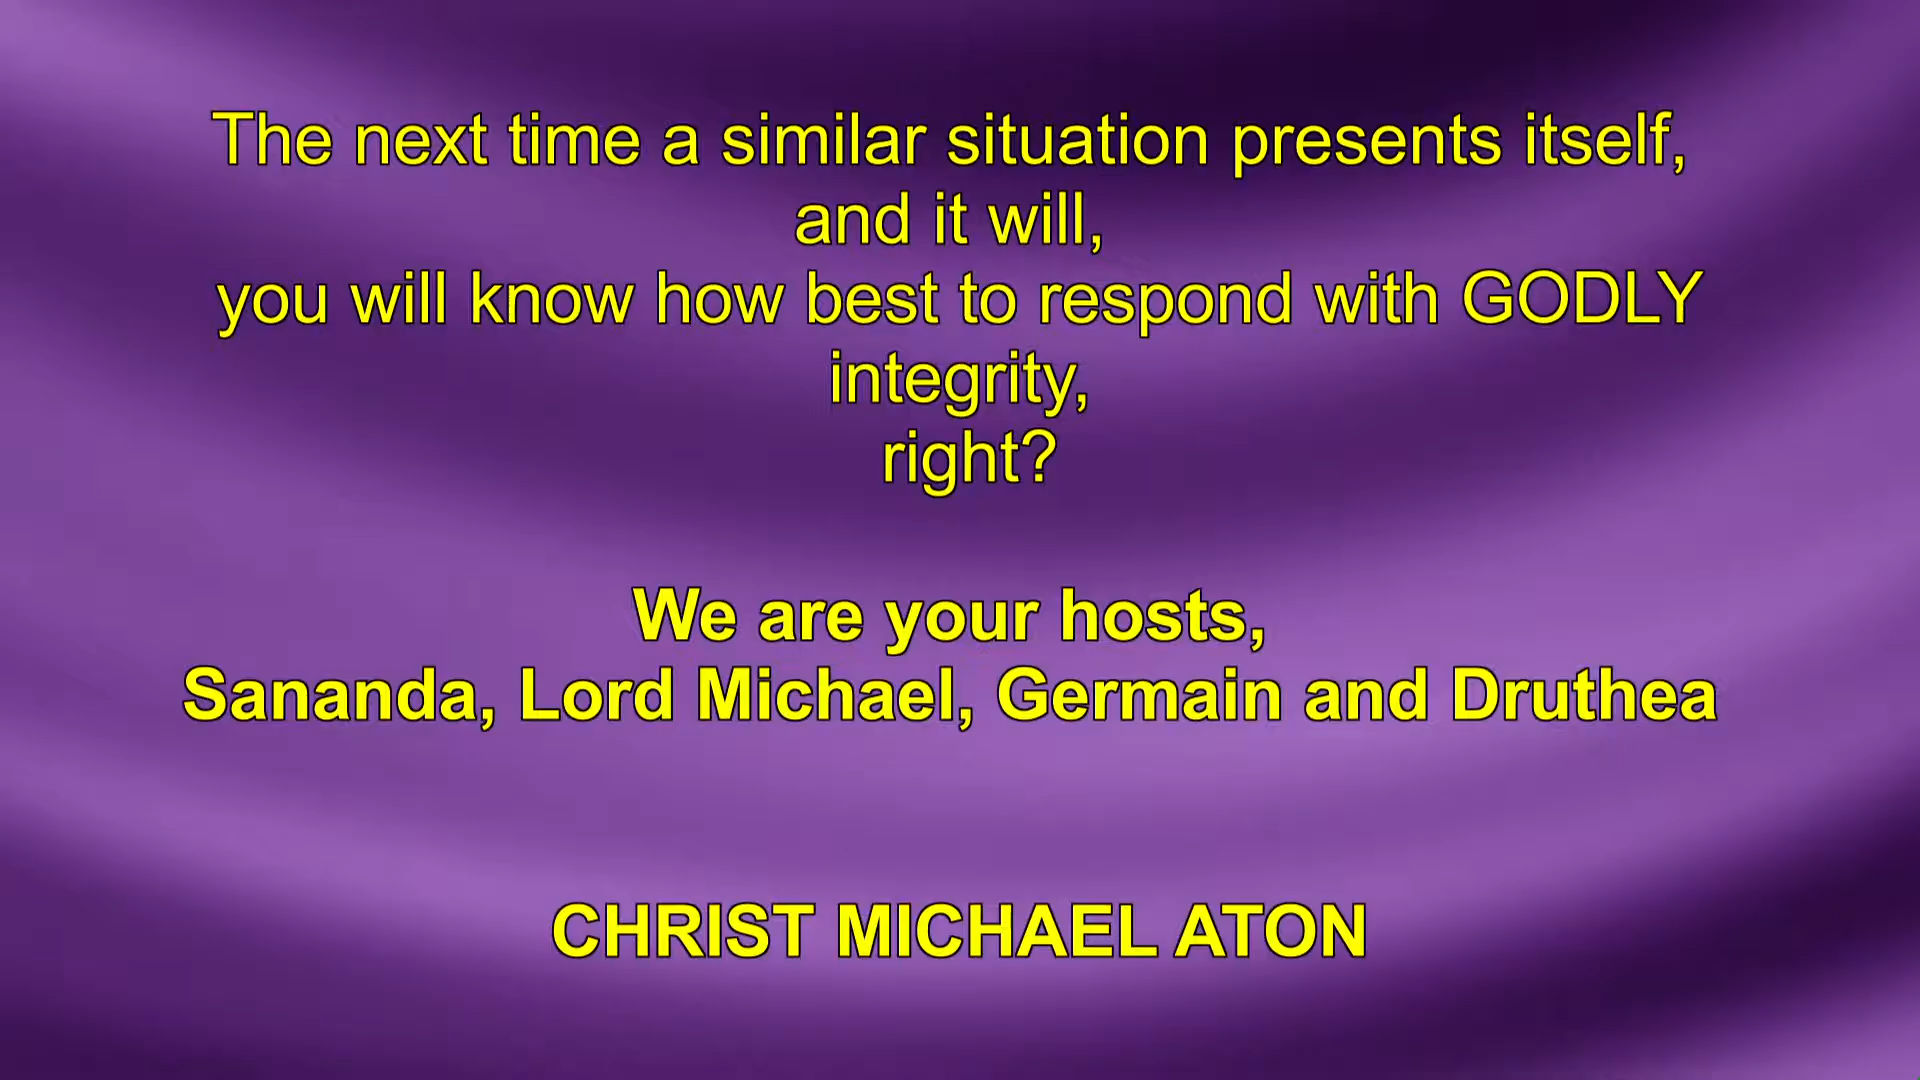 The next time a similar situation presents itself,
and it will,
you will know how best to respond with GODLY
integrity,
right?
We are your hosts,
Sananda, Lord Michael, Germain and Druthea
CHRIST MICHAEL ATON